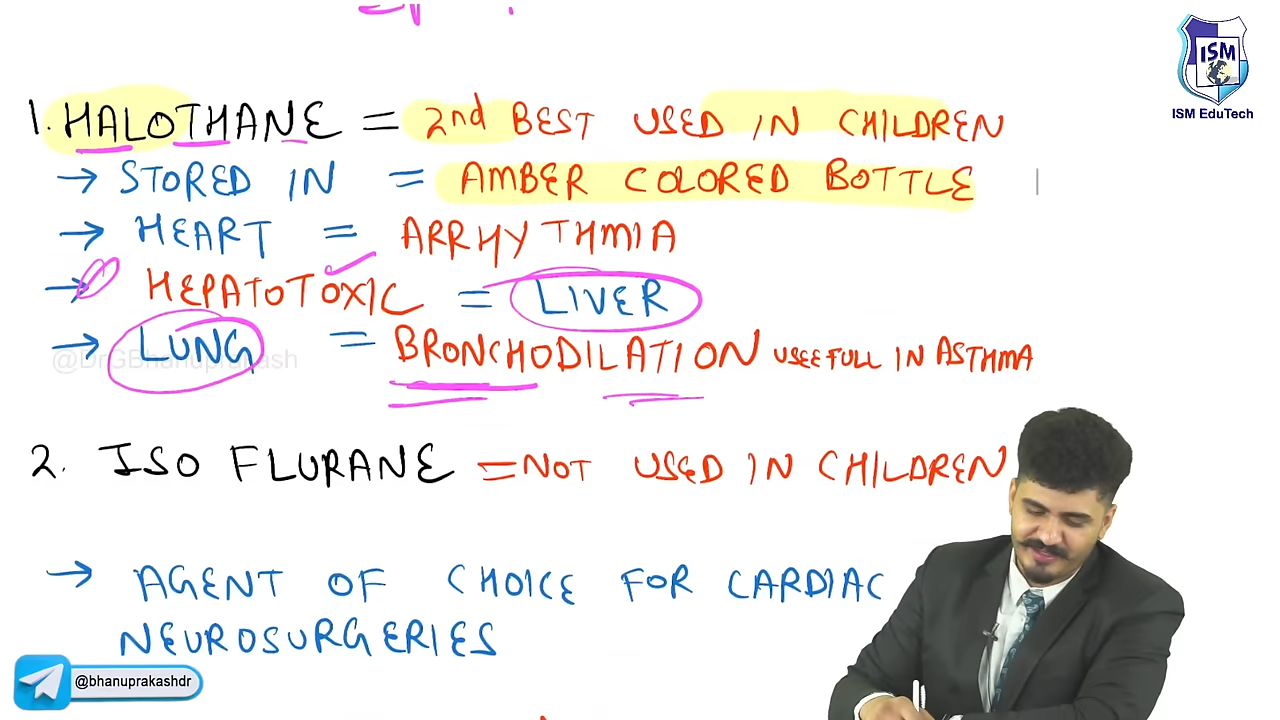 ISM
ISM EduTech
1. HALOTHANE = 2nd BEST USED IN CHILDREN
→ STORED IN = AMBER COLORED BOTTLE
→ HEART = ARRHYTHMIA
→ HEPATOTOXIC = LIVER
→ LUNG = BRONCHODILATION USEEFULL IN ASTHMA
@DrGBhanuprakash
2. ISO FLURANE = NOT USED IN CHILDREN
→ AGENT OF CHOICE FOR CARDIAC
NEUROSURGERIES
@bhanuprakashdr